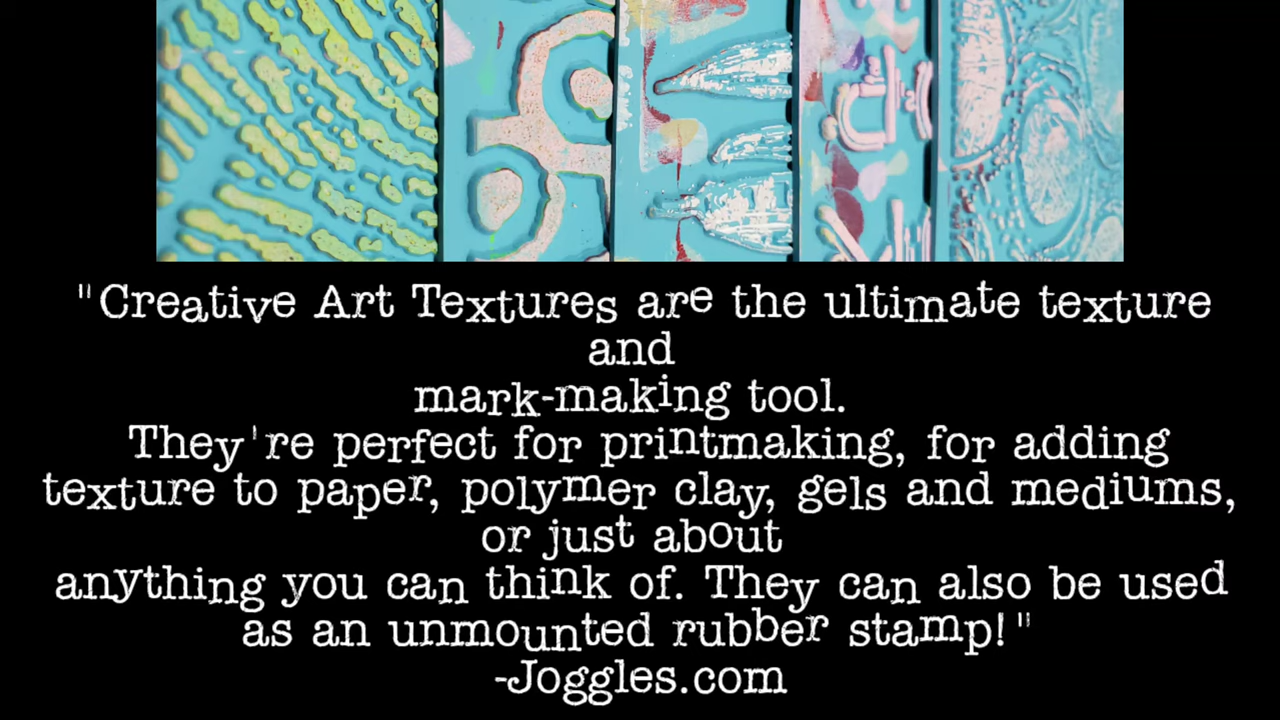 "Creative Art Textures are the ultimate texture
and
mark-making tool.
They're perfect for printmaking, for adding
texture to paper, polymer clay, gels and mediums,
or just about
anything you can think of. They can also be used
as an unmounted rubber stamp!"
-Joggles.com